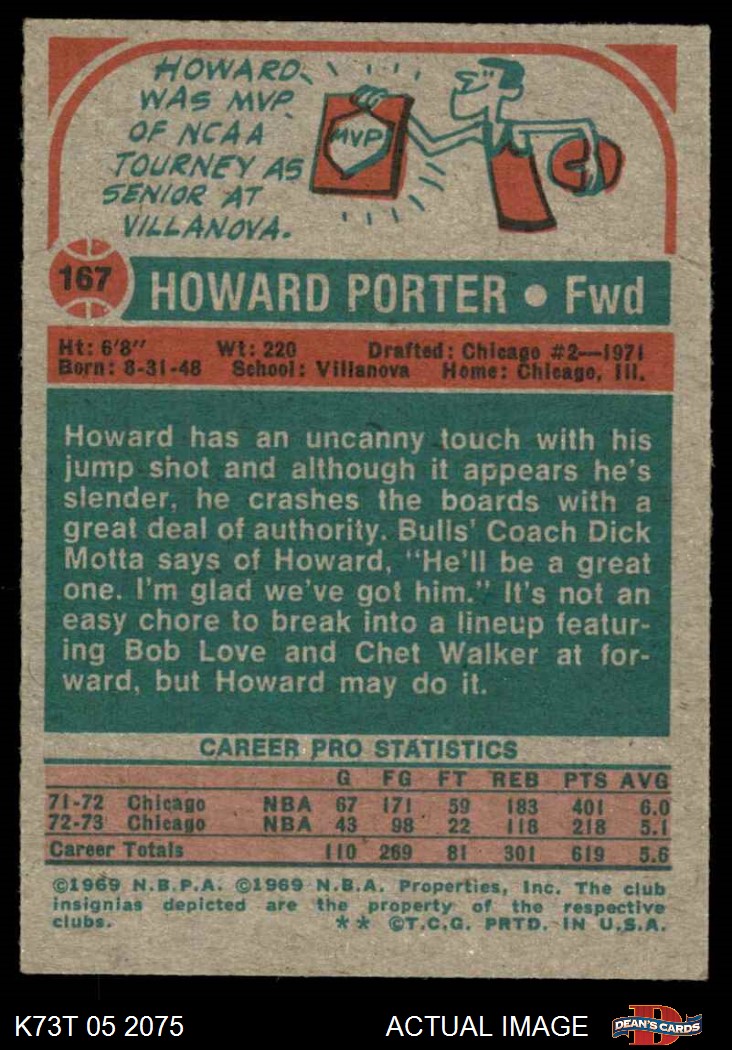 HOWARD
WAS MVP
OF NCAA
TOURNEY AS
SENIOR AT
VILLANOVA.
MVP
167
HOWARD PORTER • Fwd
Ht: 6'8" Wt: 220 Drafted: Chicago #2—1971
Born: 8-31-48 School: Villanova Home: Chicago, Ill.
Howard has an uncanny touch with his
jump shot and although it appears he's
slender, he crashes the boards with a
great deal of authority. Bulls' Coach Dick
Motta says of Howard, "He'll be a great
one. I'm glad we've got him." It's not an
easy chore to break into a lineup featur-
ing Bob Love and Chet Walker at for-
ward, but Howard may do it.
CAREER PRO STATISTICS
G FG FT REB PTS AVG
71-72 Chicago NBA 67 171 59 183 401 6.0
72-73 Chicago NBA 43 98 22 118 218 5.1
Career Totals 110 269 81 301 619 5.6
©1969 N.B.P.A. ©1969 N.B.A. Properties, Inc. The club
insignias depicted are the property of the respective
clubs. ** ©T.C.G. PRTD. IN U.S.A.
K73T 05 2075 ACTUAL IMAGE DEAN'S CARDS